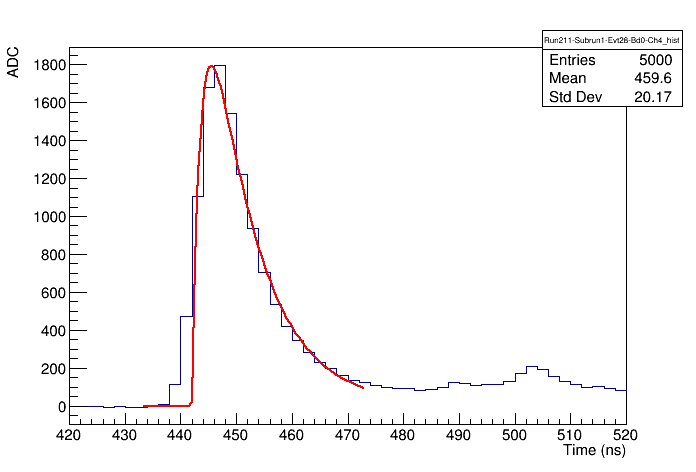 Run211-Subrun1-Evt26-Bd0-Ch4_hist
Entries 5000
Mean 459.6
Std Dev 20.17
ADC
1800
1600
1400
1200
1000
800
600
400
200
0
420 430 440 450 460 470 480 490 500 510 520
Time (ns)